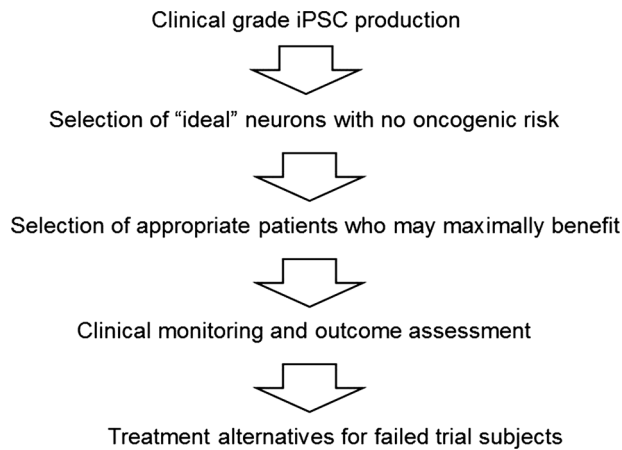 Clinical grade iPSC production
Selection of “ideal” neurons with no oncogenic risk
Selection of appropriate patients who may maximally benefit
Clinical monitoring and outcome assessment
Treatment alternatives for failed trial subjects